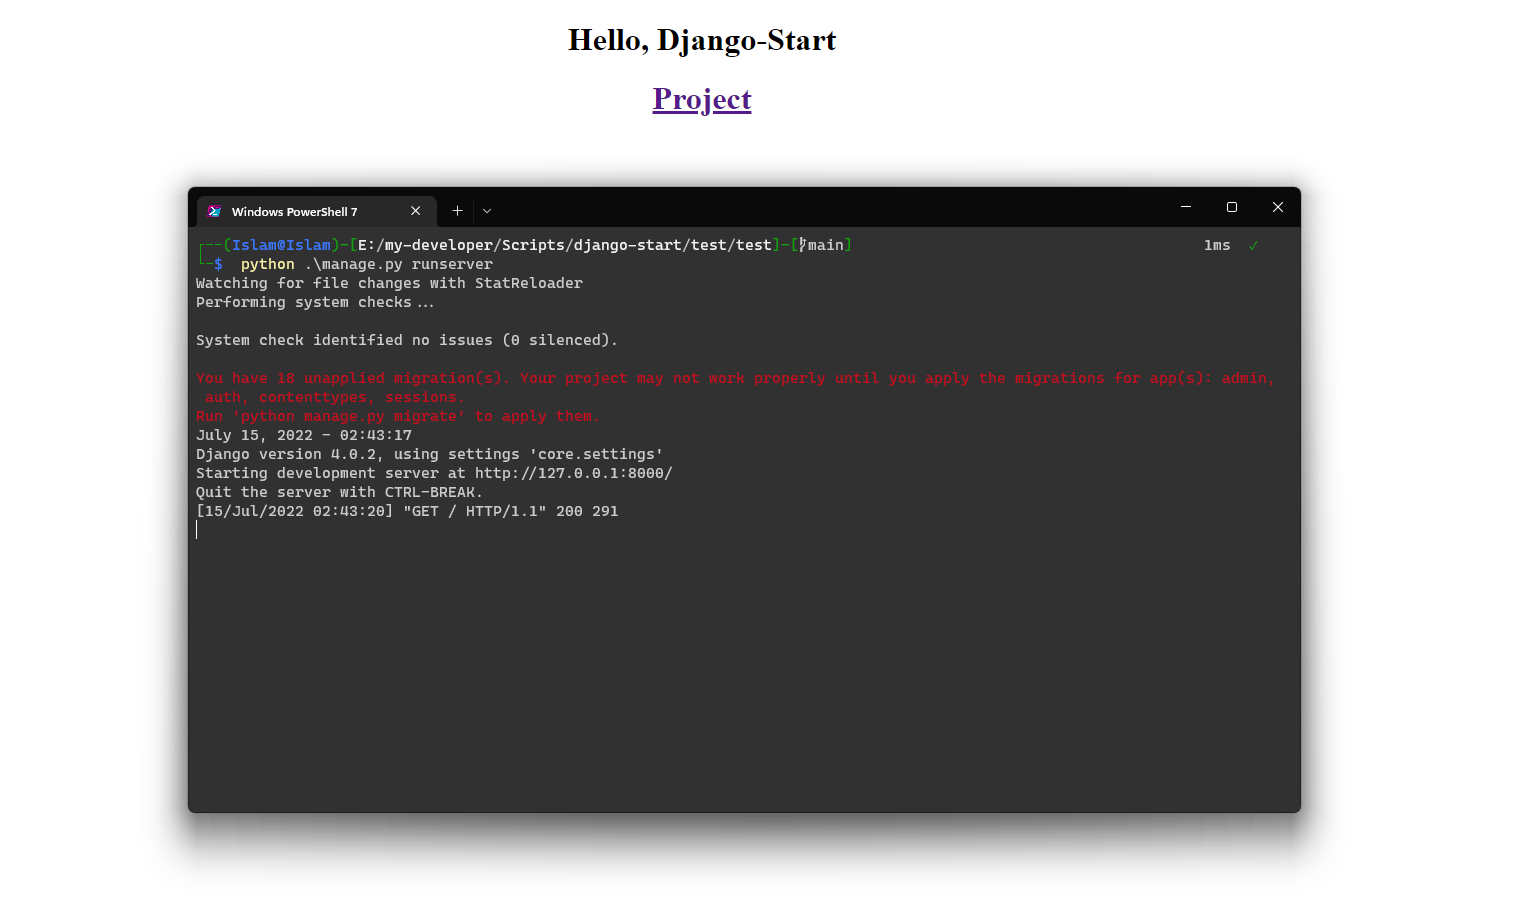 Hello, Django-Start
Project
Windows PowerShell 7
(Islam@Islam)-[E:/my-developer/Scripts/django-start/test/test]-[main] 1ms ✓
$ python .\manage.py runserver
Watching for file changes with StatReloader
Performing system checks...
System check identified no issues (0 silenced).
You have 18 unapplied migration(s). Your project may not work properly until you apply the migrations for app(s): admin,
auth, contenttypes, sessions.
Run 'python manage.py migrate' to apply them.
July 15, 2022 - 02:43:17
Django version 4.0.2, using settings 'core.settings'
Starting development server at http://127.0.0.1:8000/
Quit the server with CTRL-BREAK.
[15/Jul/2022 02:43:20] "GET / HTTP/1.1" 200 291